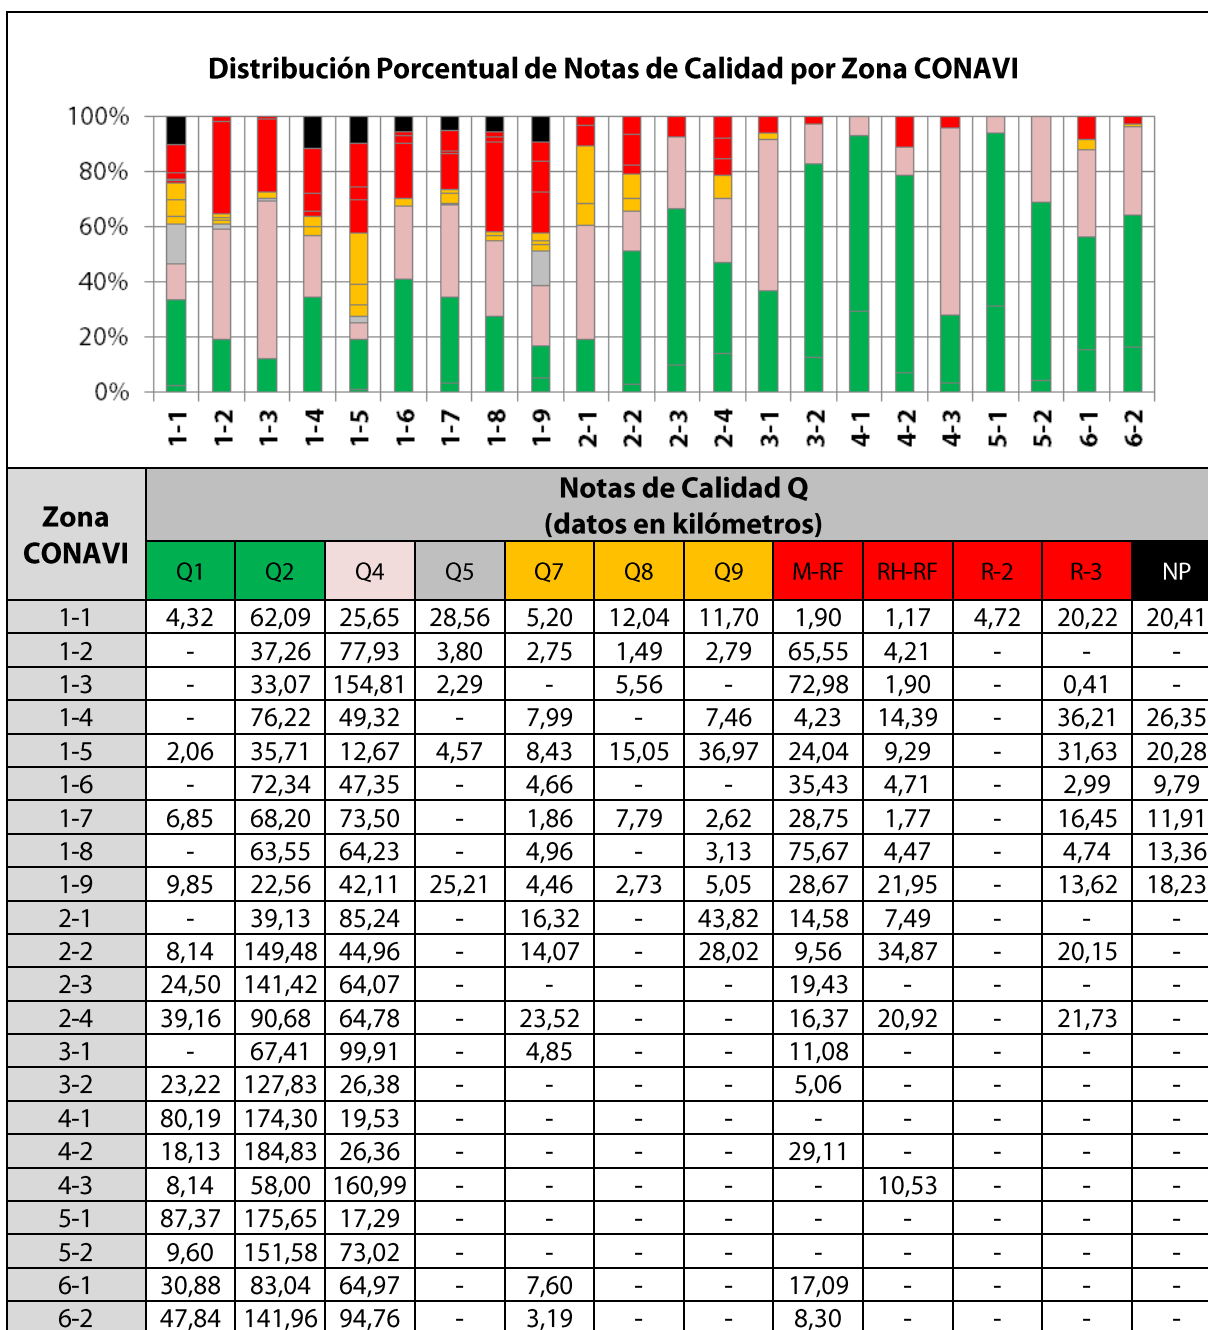 Distribución Porcentual de Notas de Calidad por Zona CONAVI
100%
80%
60%
40%
20%
0%
1-1 1-2 1-3 1-4 1-5 1-6 1-7 1-8 1-9 2-1 2-2 2-3 2-4 3-1 3-2 4-1 4-2 4-3 5-1 5-2 6-1 6-2
Zona CONAVI
Notas de Calidad Q
(datos en kilómetros)
Q1 Q2 Q4 Q5 Q7 Q8 Q9 M-RF RH-RF R-2 R-3 NP
1-1 4,32 62,09 25,65 28,56 5,20 12,04 11,70 1,90 1,17 4,72 20,22 20,41
1-2 - 37,26 77,93 3,80 2,75 1,49 2,79 65,55 4,21 - - -
1-3 - 33,07 154,81 2,29 - 5,56 - 72,98 1,90 - 0,41 -
1-4 - 76,22 49,32 - 7,99 - 7,46 4,23 14,39 - 36,21 26,35
1-5 2,06 35,71 12,67 4,57 8,43 15,05 36,97 24,04 9,29 - 31,63 20,28
1-6 - 72,34 47,35 - 4,66 - - 35,43 4,71 - 2,99 9,79
1-7 6,85 68,20 73,50 - 1,86 7,79 2,62 28,75 1,77 - 16,45 11,91
1-8 - 63,55 64,23 - 4,96 - 3,13 75,67 4,47 - 4,74 13,36
1-9 9,85 22,56 42,11 25,21 4,46 2,73 5,05 28,67 21,95 - 13,62 18,23
2-1 - 39,13 85,24 - 16,32 - 43,82 14,58 7,49 - - -
2-2 8,14 149,48 44,96 - 14,07 - 28,02 9,56 34,87 - 20,15 -
2-3 24,50 141,42 64,07 - - - - 19,43 - - - -
2-4 39,16 90,68 64,78 - 23,52 - - 16,37 20,92 - 21,73 -
3-1 - 67,41 99,91 - 4,85 - - 11,08 - - - -
3-2 23,22 127,83 26,38 - - - - 5,06 - - - -
4-1 80,19 174,30 19,53 - - - - - - - - -
4-2 18,13 184,83 26,36 - - - - 29,11 - - - -
4-3 8,14 58,00 160,99 - - - - - 10,53 - - -
5-1 87,37 175,65 17,29 - - - - - - - - -
5-2 9,60 151,58 73,02 - - - - - - - - -
6-1 30,88 83,04 64,97 - 7,60 - - 17,09 - - - -
6-2 47,84 141,96 94,76 - 3,19 - - 8,30 - - - -